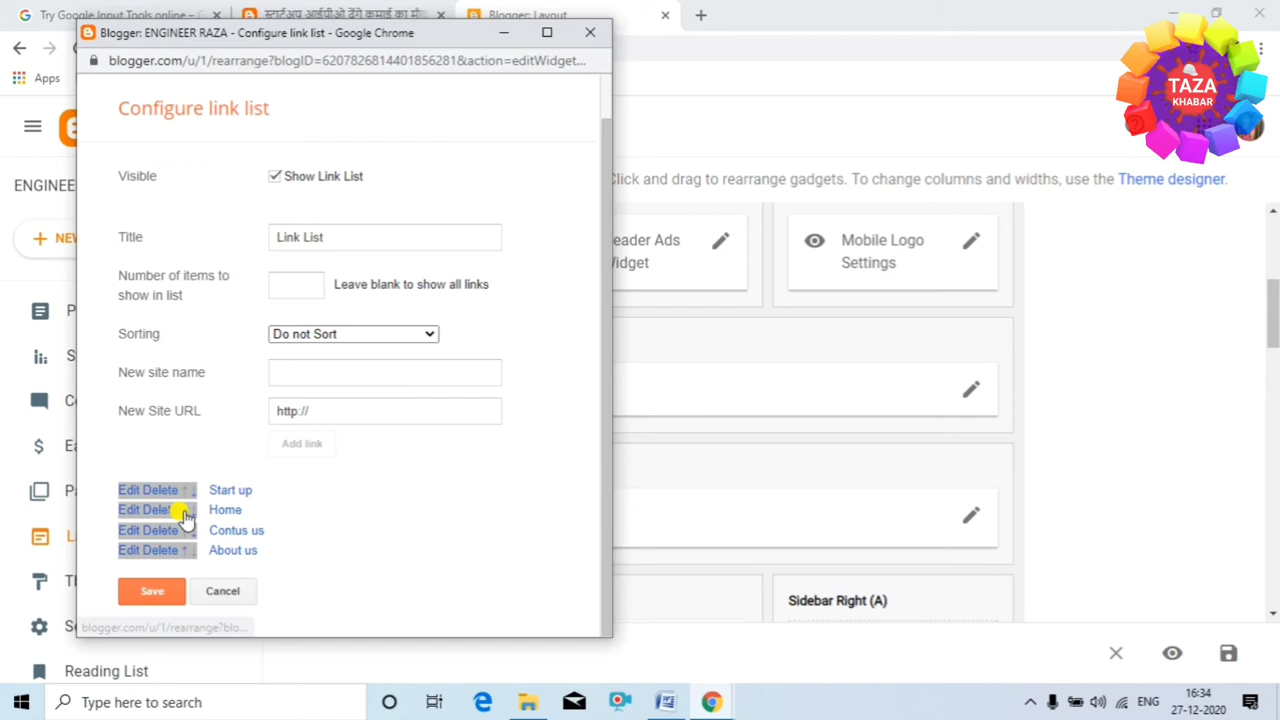 Try Google Input Tools online –
स्टार्टअप आईपीओ देंगे कमाई का मौ
Blogger: Layout
Blogger: ENGINEER RAZA - Configure link list - Google Chrome
blogger.com/u/1/rearrange?blogID=6207826814401856281&action=editWidget...
Apps
TAZA
KHABAR
Configure link list
Click and drag to rearrange gadgets. To change columns and widths, use the Theme designer.
ENGINEE
Visible
Show Link List
Title
Link List
NEW
eader Ads
Widget
Mobile Logo
Settings
Number of items to
show in list
Leave blank to show all links
Sorting
Do not Sort
New site name
New Site URL
http://
Add link
Edit Delete ↑ ↓ Start up
Edit Delet Home
Edit Delete ↑ ↓ Contus us
Edit Delete ↑ ↓ About us
Save
Cancel
Sidebar Right (A)
blogger.com/u/1/rearrange?blo...
Reading List
Type here to search
ENG
16:34
27-12-2020